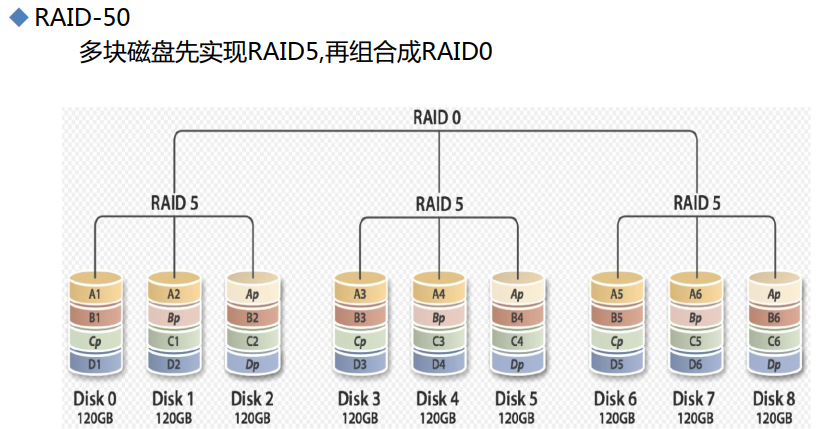 RAID-50
多块磁盘先实现RAID5,再组合成RAID0
RAID 0
RAID 5 RAID 5 RAID 5
A1 A2 Ap A3 A4 Ap A5 A6 Ap
B1 Bp B2 B3 Bp B4 B5 Bp B6
Cp C1 C2 Cp C3 C4 Cp C5 C6
D1 D2 Dp D3 D4 Dp D5 D6 Dp
Disk 0 Disk 1 Disk 2 Disk 3 Disk 4 Disk 5 Disk 6 Disk 7 Disk 8
120GB 120GB 120GB 120GB 120GB 120GB 120GB 120GB 120GB